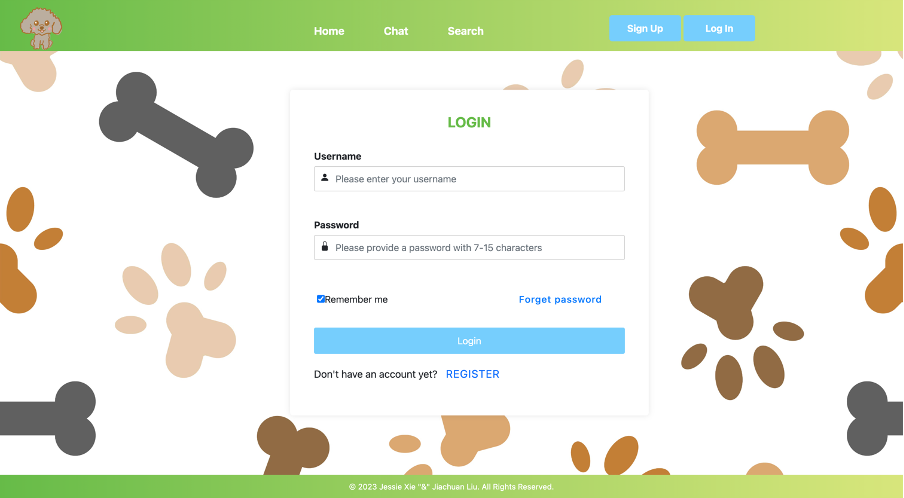 Home Chat Search Sign Up Log In
LOGIN
Username
Please enter your username
Password
Please provide a password with 7-15 characters
Remember me Forget password
Login
Don't have an account yet? REGISTER
© 2023 Jessie Xie "&" Jiachuan Liu. All Rights Reserved.